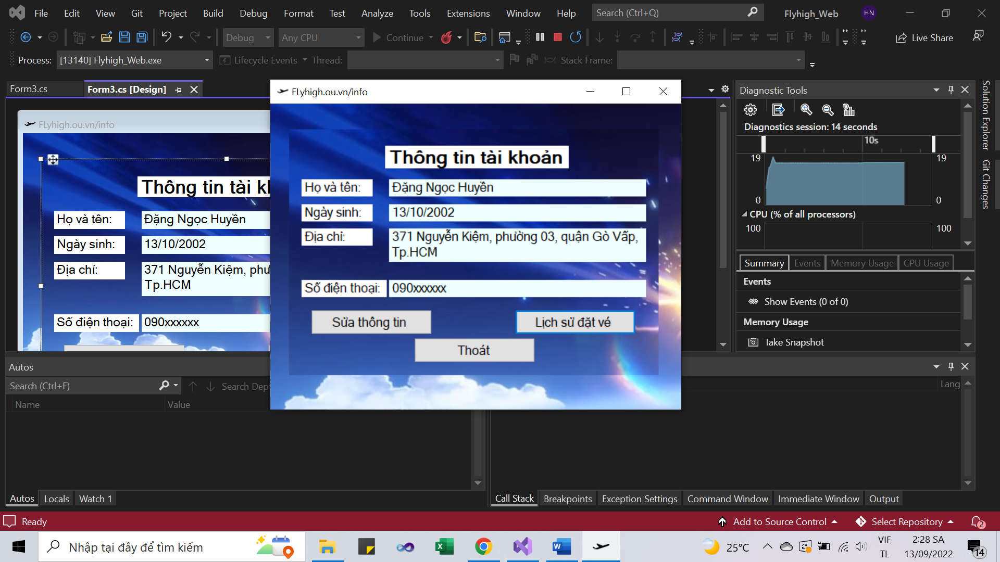 File Edit View Git Project Build Debug Format Test Analyze Tools Extensions Window Help Search (Ctrl+Q) Flyhigh_Web HN
Debug Any CPU Continue Live Share
Process: [13140] Flyhigh_Web.exe Lifecycle Events Thread: Stack Frame:
Form3.cs Form3.cs [Design]
FLyhigh.ou.vn/info
Thông tin tài kh
Họ và tên: Đặng Ngọc Huyền
Ngày sinh: 13/10/2002
Địa chỉ: 371 Nguyễn Kiệm, phư
Tp.HCM
Số điện thoại: 090xxxxxx
FLyhigh.ou.vn/info
Thông tin tài khoản
Họ và tên: Đặng Ngọc Huyền
Ngày sinh: 13/10/2002
Địa chỉ: 371 Nguyễn Kiệm, phường 03, quận Gò Vấp,
Tp.HCM
Số điện thoại: 090xxxxxx
Sửa thông tin Lịch sử đặt vé
Thoát
Diagnostic Tools
Diagnostics session: 14 seconds
10s
19 19
0 0
CPU (% of all processors)
100 100
Summary Events Memory Usage CPU Usage
Events
Show Events (0 of 0)
Memory Usage
Take Snapshot
Solution Explorer
Git Changes
Autos
Search (Ctrl+E) Search Dep
Name Value
Lang
Autos Locals Watch 1
Call Stack Breakpoints Exception Settings Command Window Immediate Window Output
Ready Add to Source Control Select Repository 2
Nhập tại đây để tìm kiếm 25°C VIE 2:28 SA
TL 13/09/2022 14